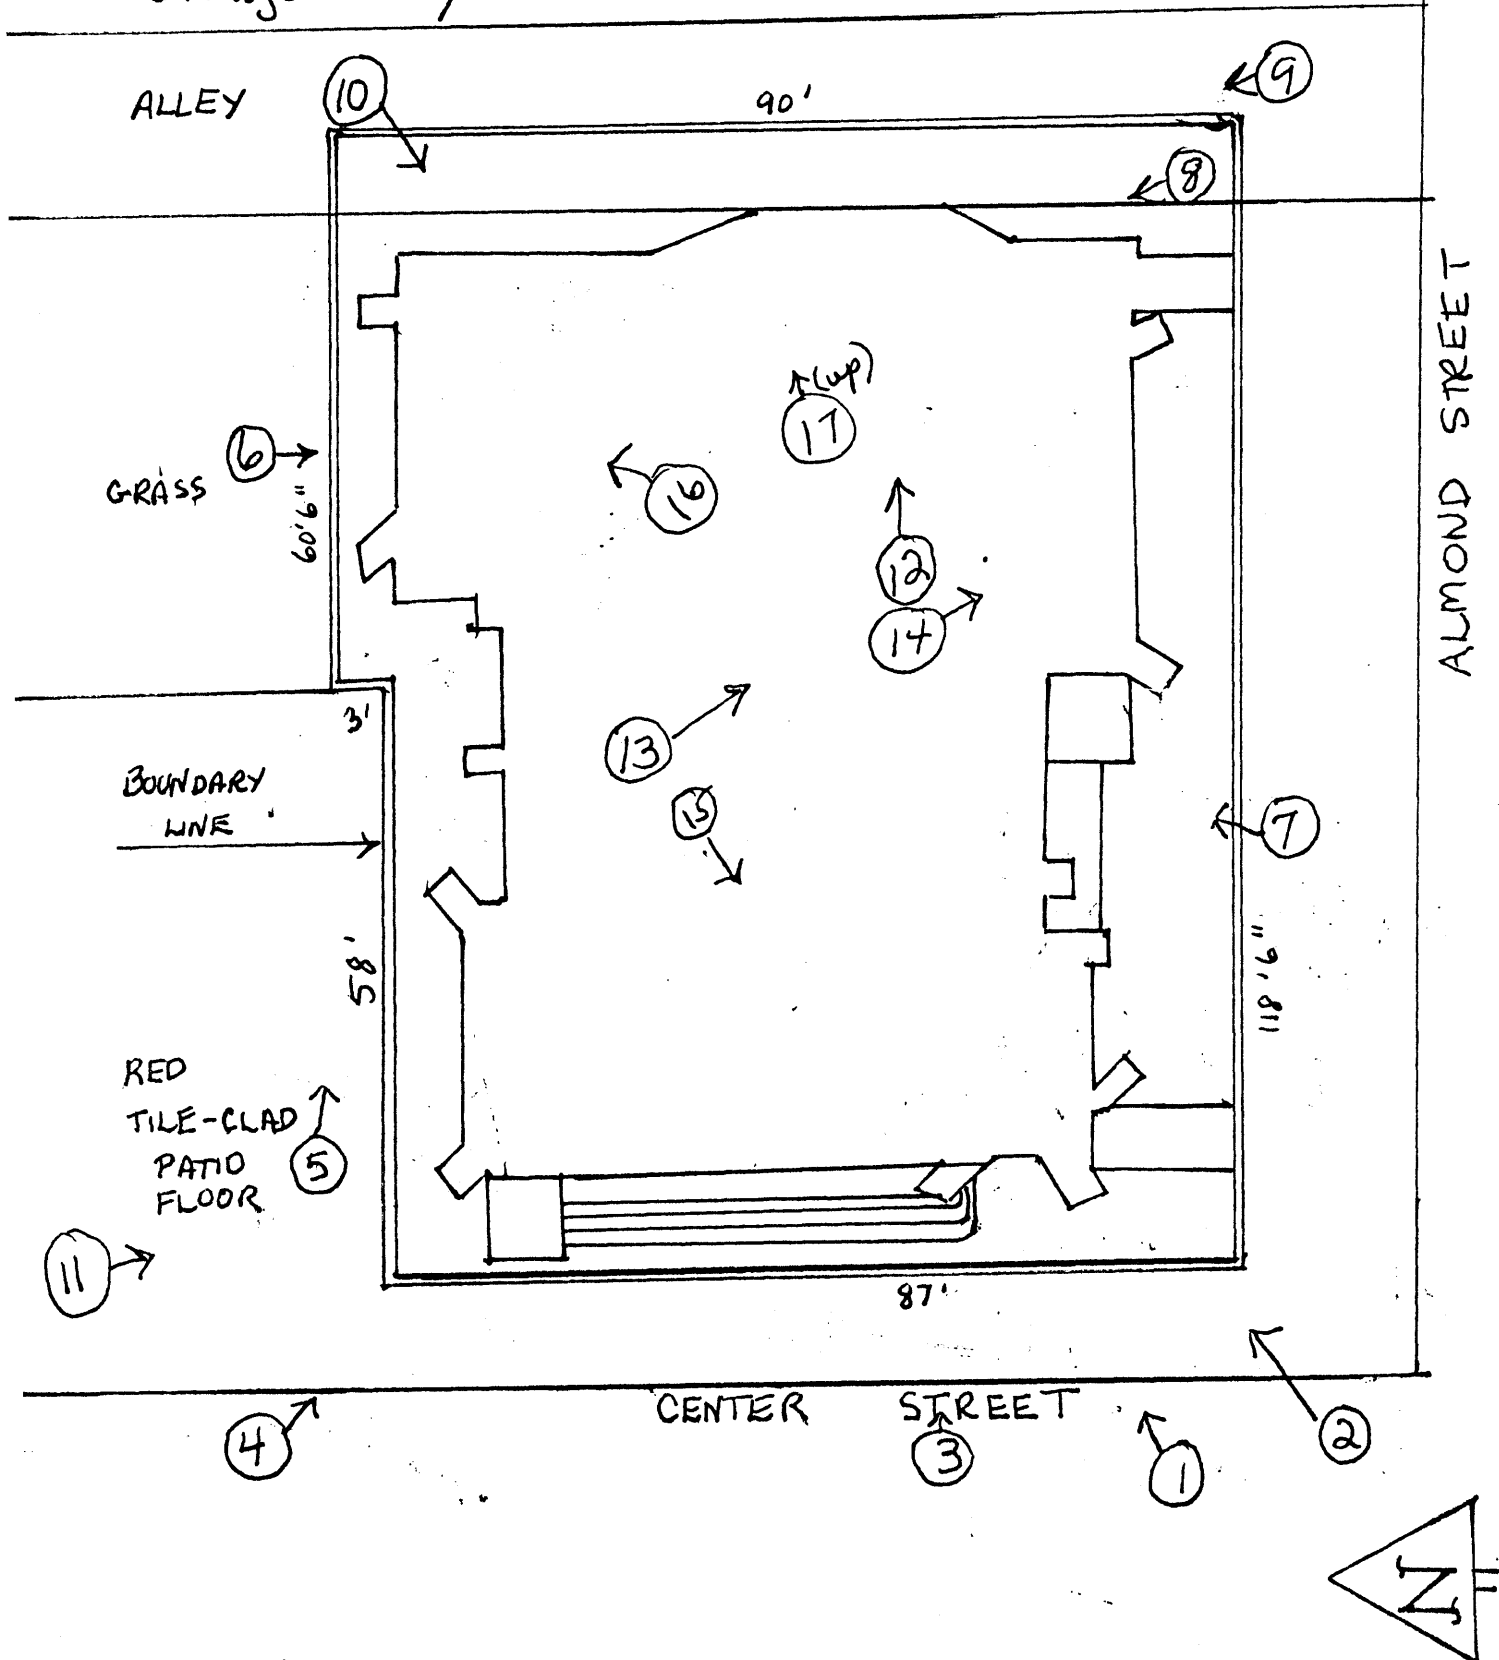 ALLEY
10
90'
9
8
ALMOND STREET
(up)
17
6
GRASS
16
60'6"
12
14
3'
13
BOUNDARY
LINE
15
7
58'
118'6"
RED
TILE-CLAD
PATIO
FLOOR
5
11
87'
CENTER STREET
4
3
1
2
N